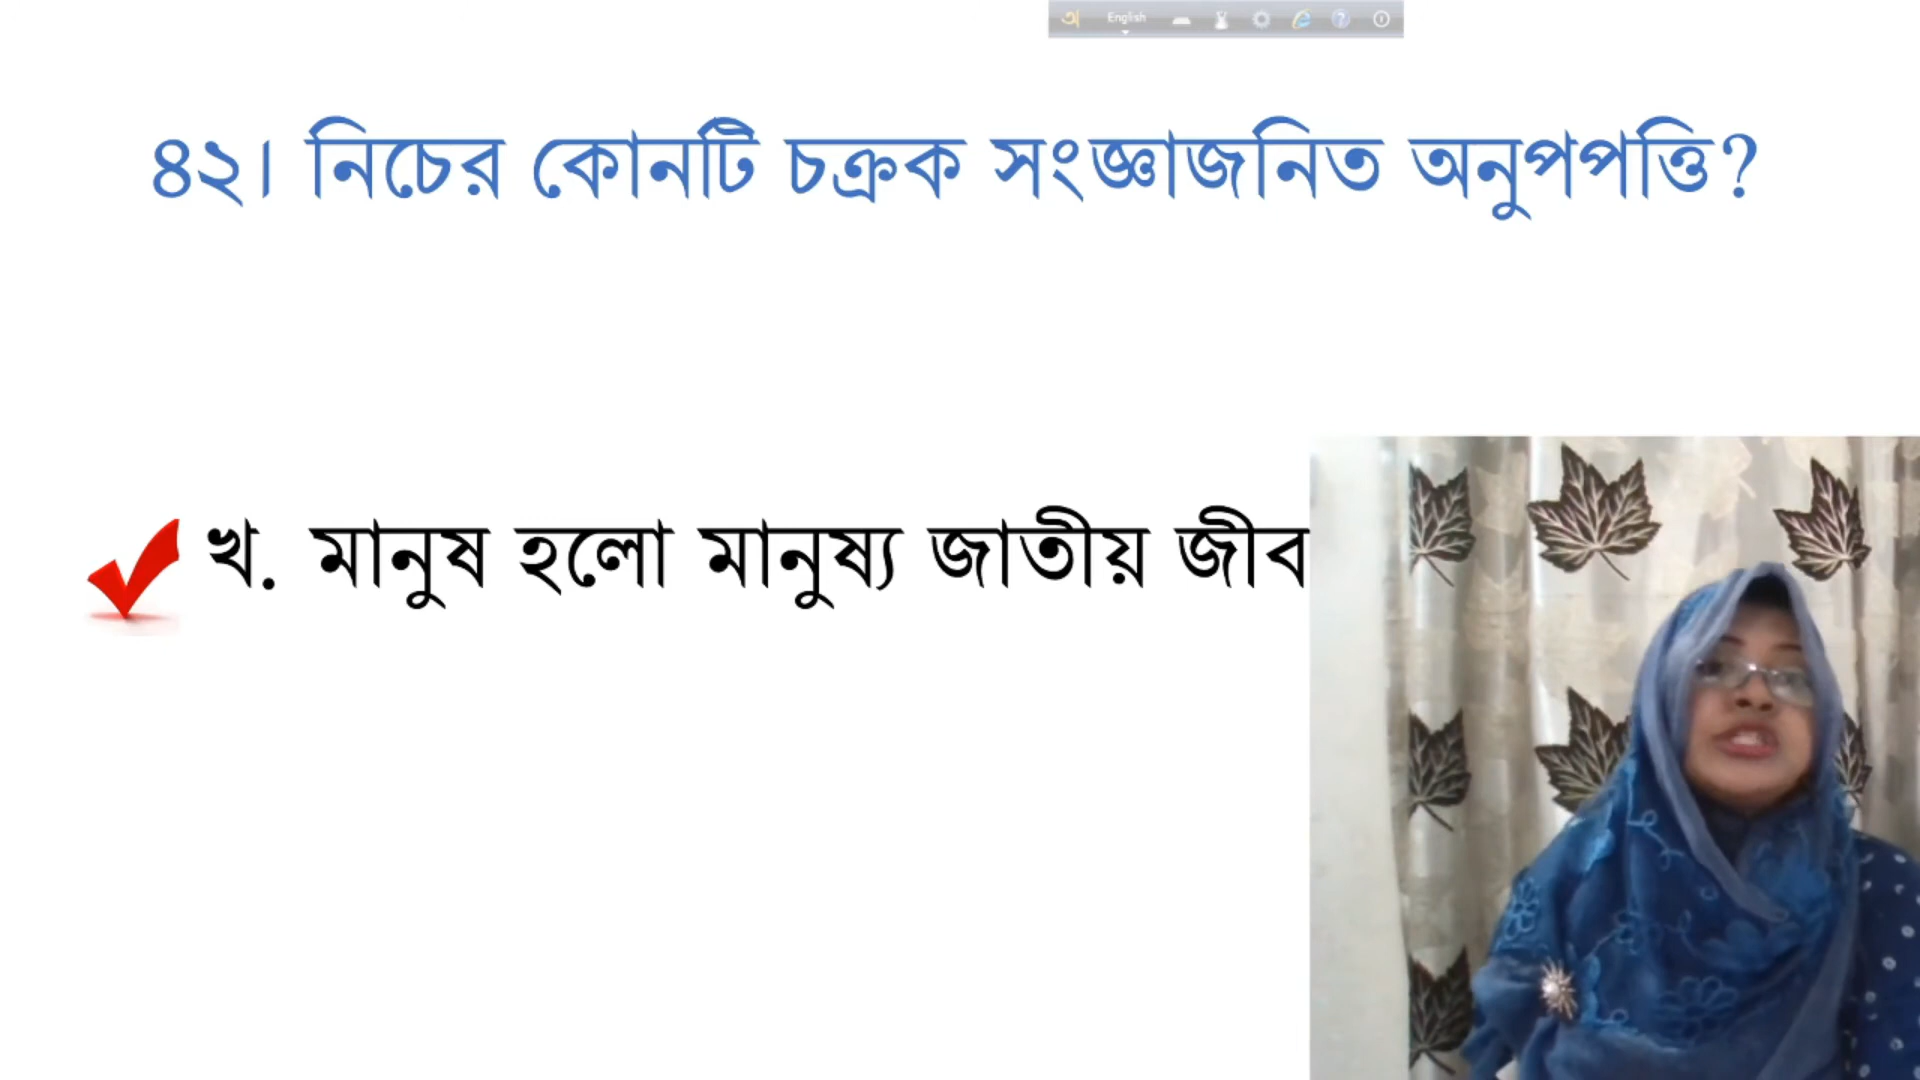 English
৪২। নিচের কোনটি চক্রক সংজ্ঞাজনিত অনুপপত্তি?
খ. মানুষ হলো মানুষ্য জাতীয় জীব